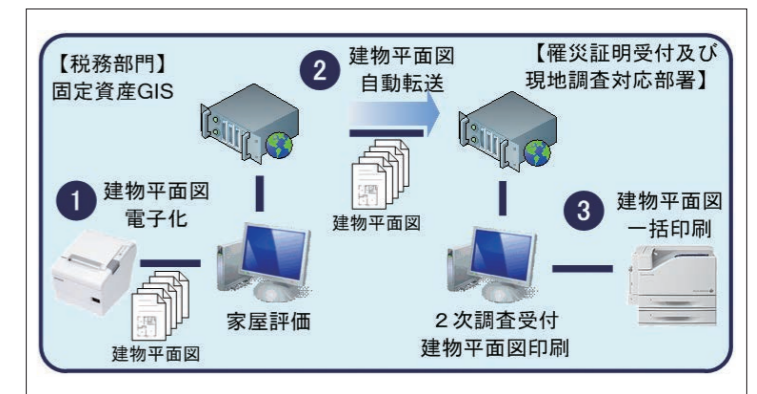 【税務部門】
固定資産GIS
2
建物平面図
自動転送
【罹災証明受付及び
現地調査対応部署】
1
建物平面図
電子化
建物平面図
建物平面図
家屋評価
2次調査受付
建物平面図印刷
3
建物平面図
一括印刷